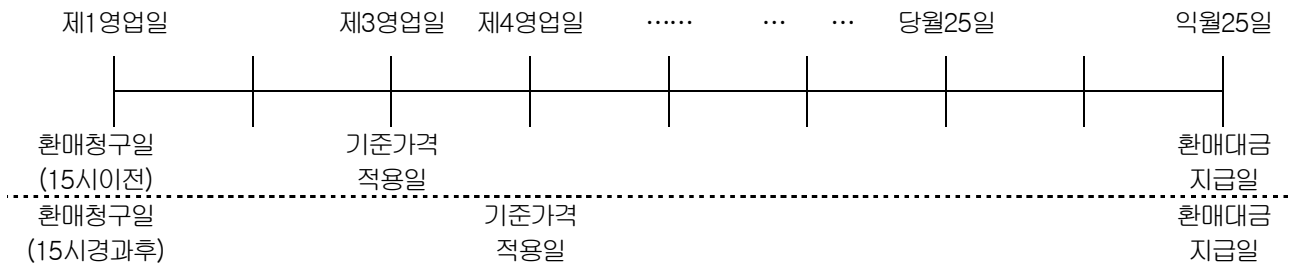 제1영업일 제3영업일 제4영업일 …… … … 당월25일 익월25일
환매청구일 기준가격 환매대금
(15시이전) 적용일 지급일
환매청구일 기준가격 환매대금
(15시경과후) 적용일 지급일